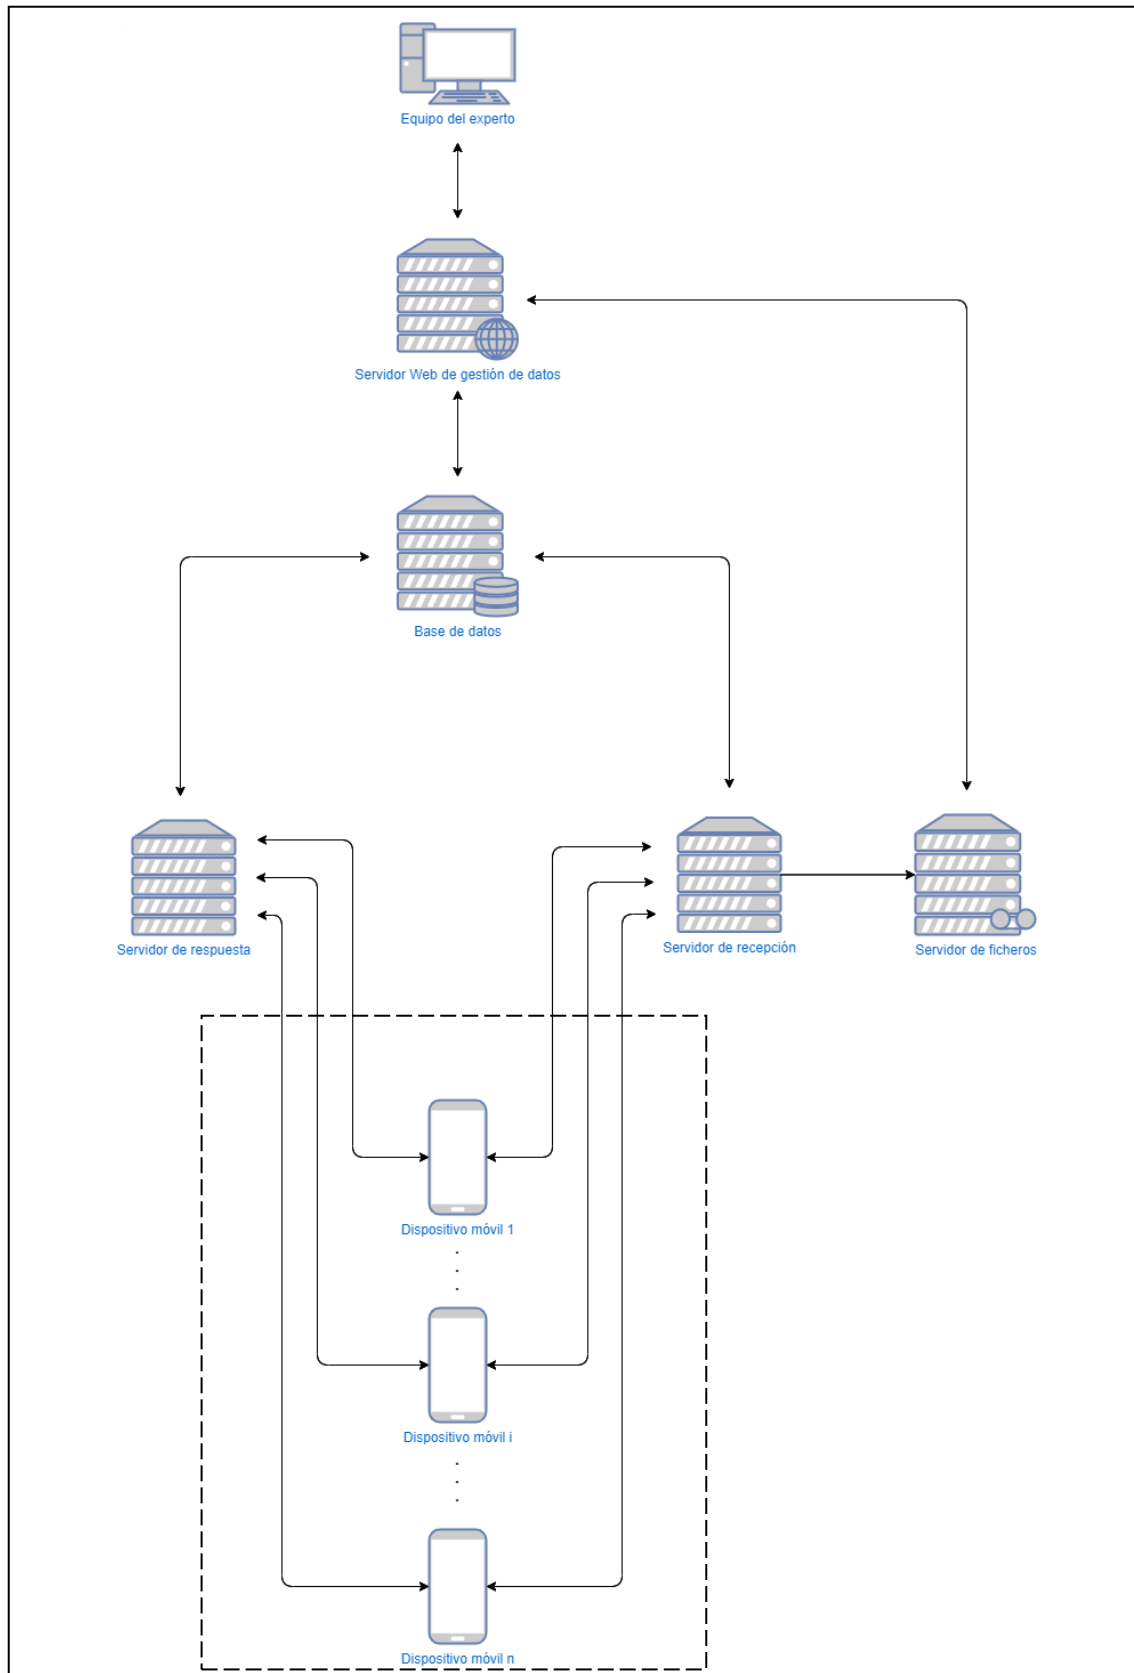 Equipo del experto
Servidor Web de gestión de datos
Base de datos
Servidor de respuesta
Servidor de recepción
Servidor de ficheros
Dispositivo móvil 1
Dispositivo móvil i
Dispositivo móvil n